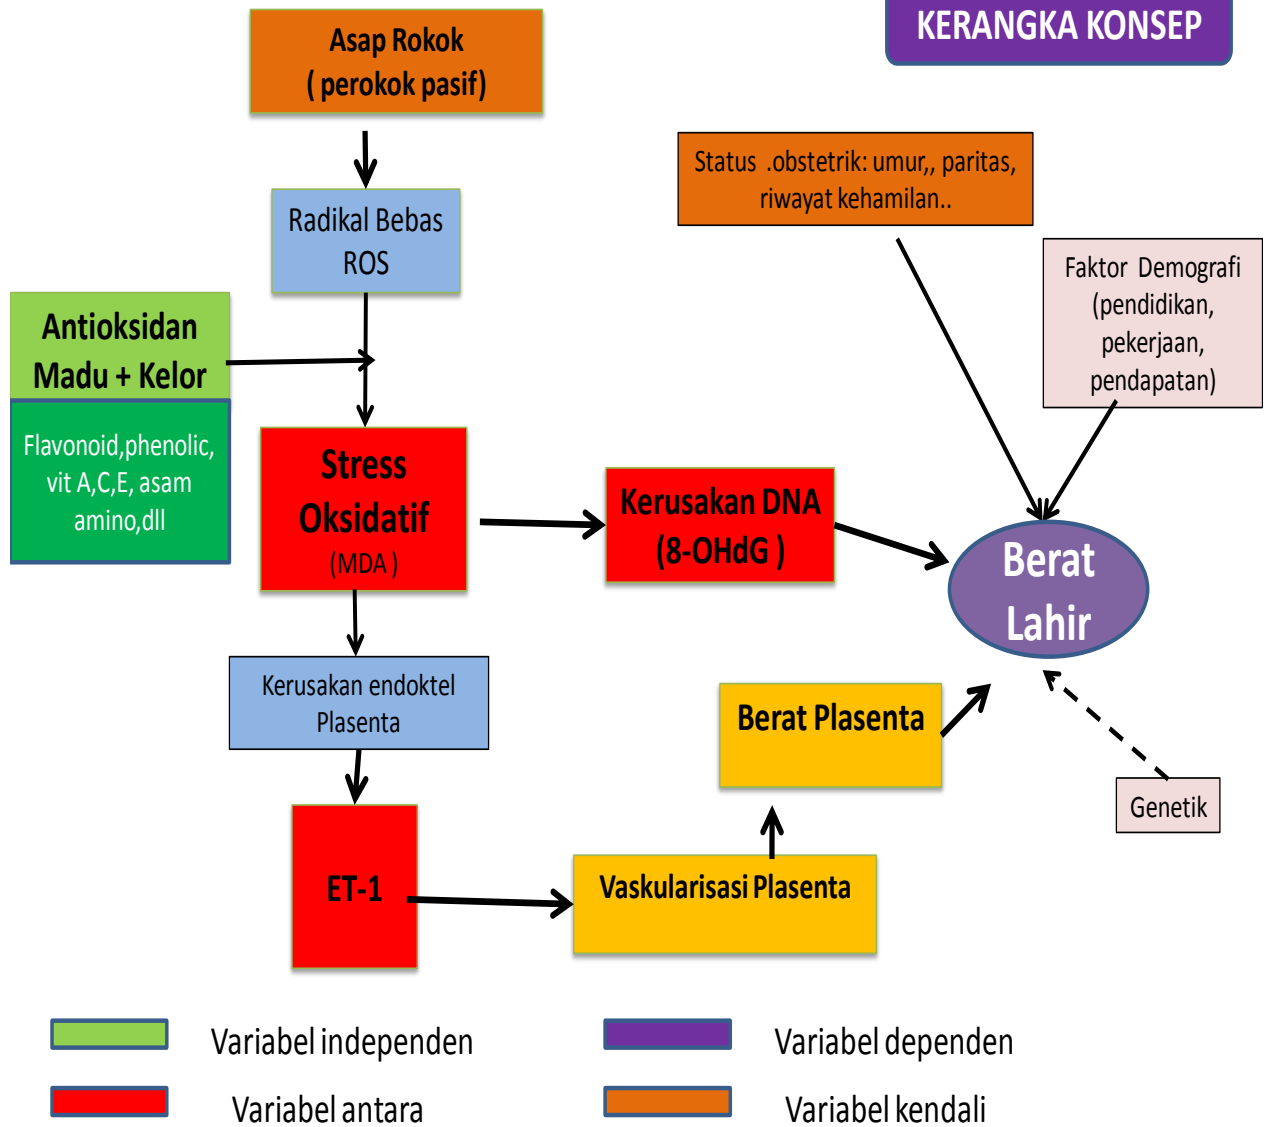 KERANGKA KONSEP
Asap Rokok
( perokok pasif)
Status .obstetrik: umur,, paritas,
riwayat kehamilan..
Radikal Bebas
ROS
Faktor Demografi
(pendidikan,
pekerjaan,
pendapatan)
Antioksidan
Madu + Kelor
Flavonoid,phenolic,
vit A,C,E, asam
amino,dll
Stress
Oksidatif
(MDA )
Kerusakan DNA
(8-OHdG )
Berat
Lahir
Kerusakan endoktel
Plasenta
Berat Plasenta
Genetik
ET-1
Vaskularisasi Plasenta
Variabel independen
Variabel dependen
Variabel antara
Variabel kendali